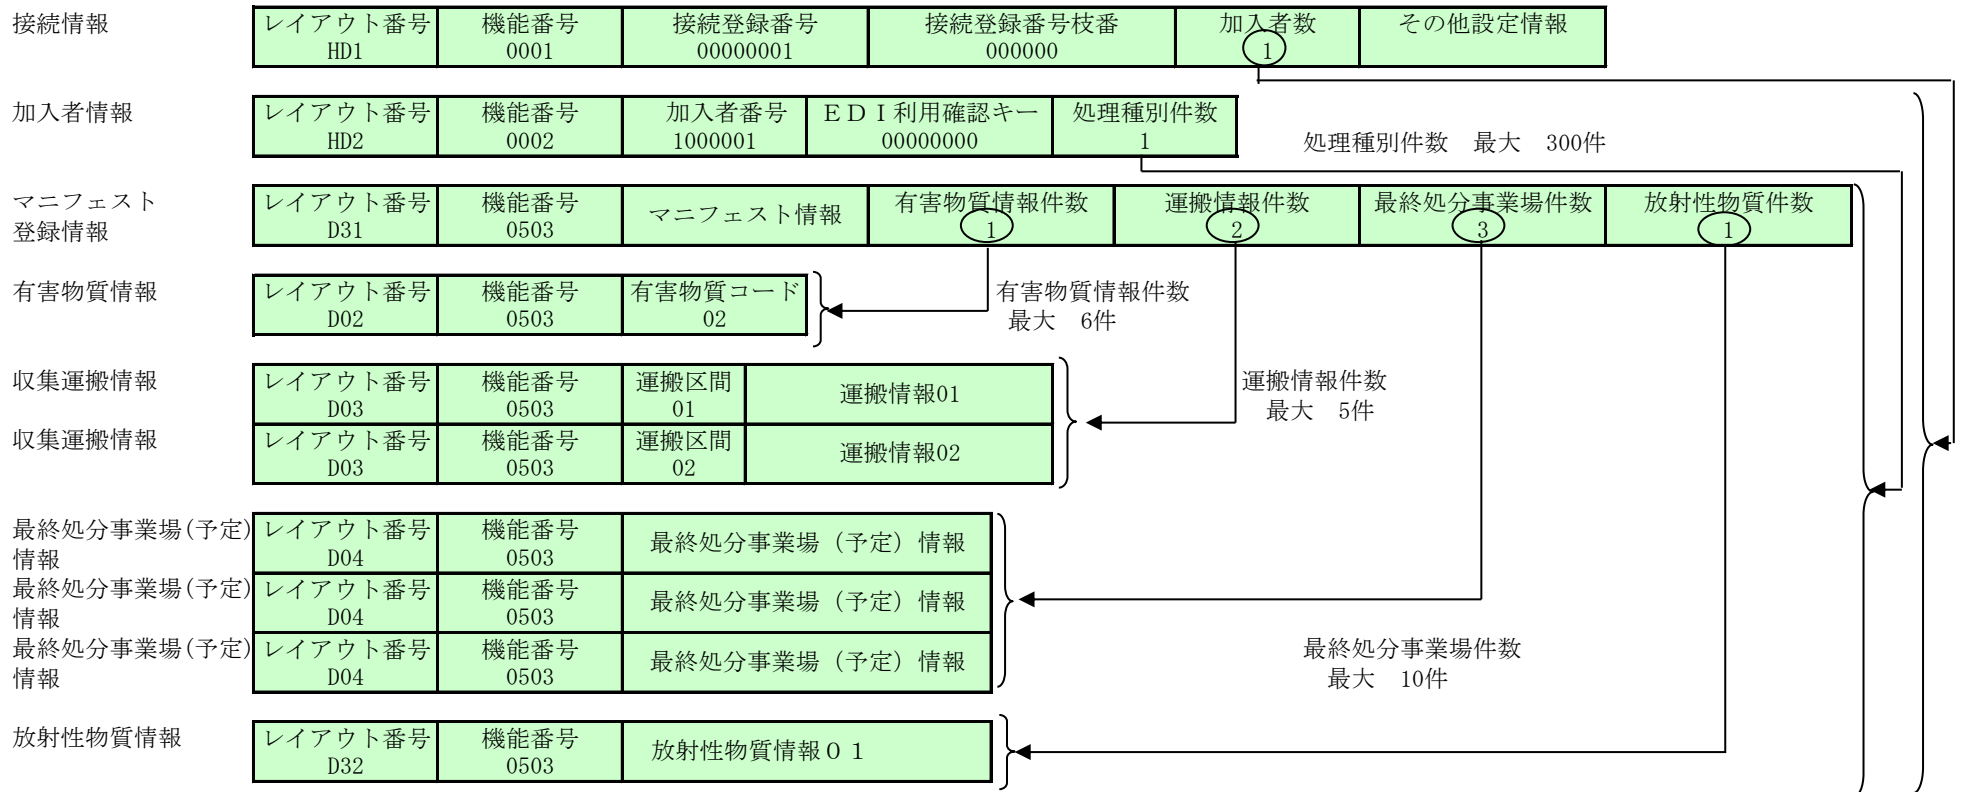 接続情報
レイアウト番号 機能番号 接続登録番号 接続登録番号枝番 加入者数 その他設定情報
HD1 0001 00000001 000000 1
加入者情報
レイアウト番号 機能番号 加入者番号 ＥＤＩ利用確認キー 処理種別件数
HD2 0002 1000001 00000000 1
処理種別件数　最大　300件
マニフェスト
登録情報
レイアウト番号 機能番号 マニフェスト情報 有害物質情報件数 運搬情報件数 最終処分事業場件数 放射性物質件数
D31 0503 1 2 3 1
有害物質情報
レイアウト番号 機能番号 有害物質コード
D02 0503 02
有害物質情報件数
最大　6件
収集運搬情報
レイアウト番号 機能番号 運搬区間 運搬情報01
D03 0503 01
運搬情報件数
最大　5件
収集運搬情報
レイアウト番号 機能番号 運搬区間 運搬情報02
D03 0503 02
最終処分事業場(予定)
情報
レイアウト番号 機能番号 最終処分事業場（予定）情報
D04 0503
最終処分事業場(予定)
情報
レイアウト番号 機能番号 最終処分事業場（予定）情報
D04 0503
最終処分事業場(予定)
情報
レイアウト番号 機能番号 最終処分事業場（予定）情報
D04 0503
最終処分事業場件数
最大　10件
放射性物質情報
レイアウト番号 機能番号 放射性物質情報０１
D32 0503